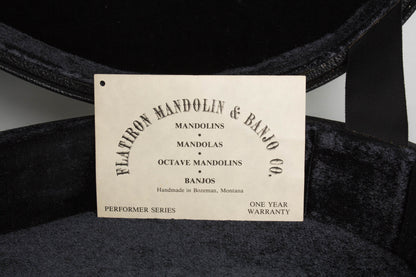 FLATIRON MANDOLIN & BANJO CO.
MANDOLINS
•
MANDOLAS
•
OCTAVE MANDOLINS
•
BANJOS
Handmade in Bozeman, Montana
PERFORMER SERIES
ONE YEAR
WARRANTY